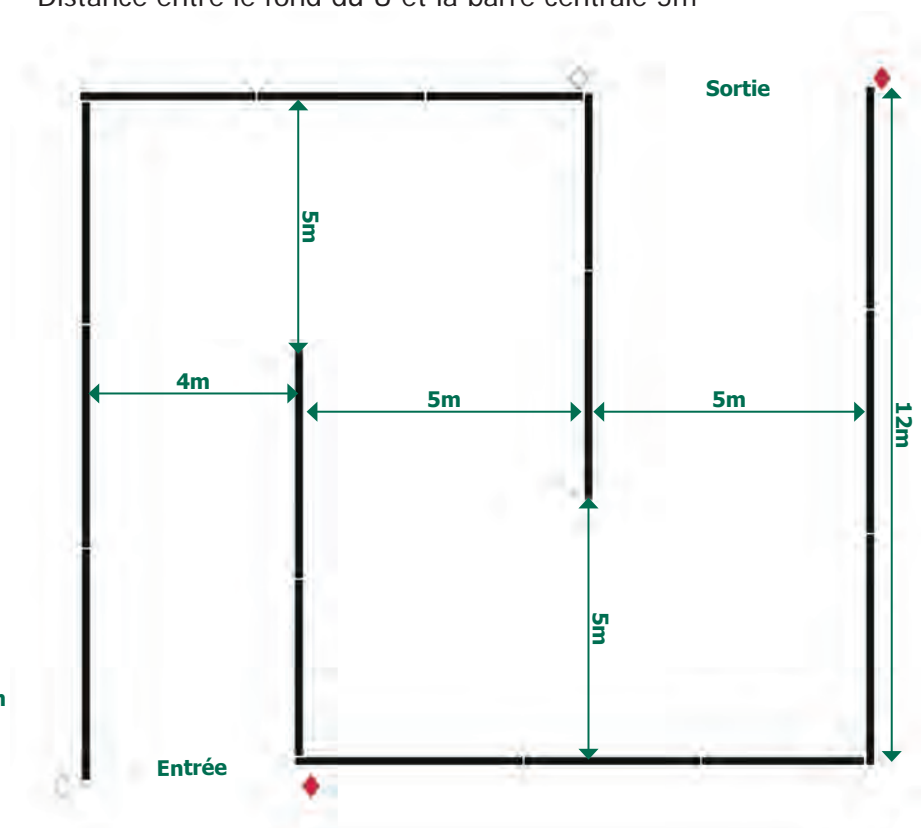 Distance entre le fond du U et la barre centrale 5m
Sortie
5m
4m
5m
5m
12m
5m
Entrée